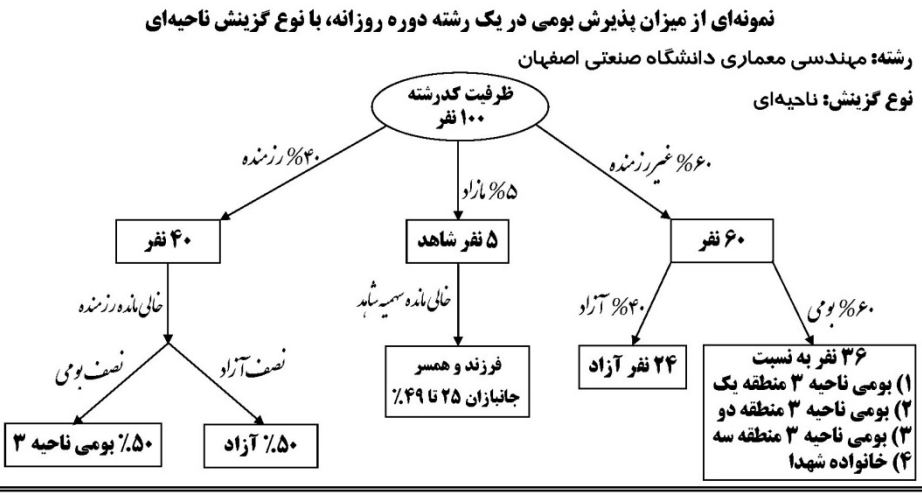 نمونه‌ای از میزان پذیرش بومی در یک رشته دوره روزانه، با نوع گزینش ناحیه‌ای
رشته: مهندسی معماری دانشگاه صنعتی اصفهان
نوع گزینش: ناحیه‌ای
ظرفیت کدرشته
۱۰۰ نفر
۶۰% غیررزمنده
۵% مازاد
۴۰% رزمنده
۶۰ نفر
۵ نفر شاهد
۴۰ نفر
۶۰% بومی
۴۰% آزاد
خالی مانده سهمیه شاهد
خالی مانده رزمنده
نصف آزاد
نصف بومی
۳۶ نفر به نسبت
۱) بومی ناحیه ۳ منطقه یک
۲) بومی ناحیه ۳ منطقه دو
۳) بومی ناحیه ۳ منطقه سه
۴) خانواده شهدا
۲۴ نفر آزاد
فرزند و همسر
جانبازان ۲۵ تا ۴۹٪
۵۰٪ آزاد
۵۰٪ بومی ناحیه ۳